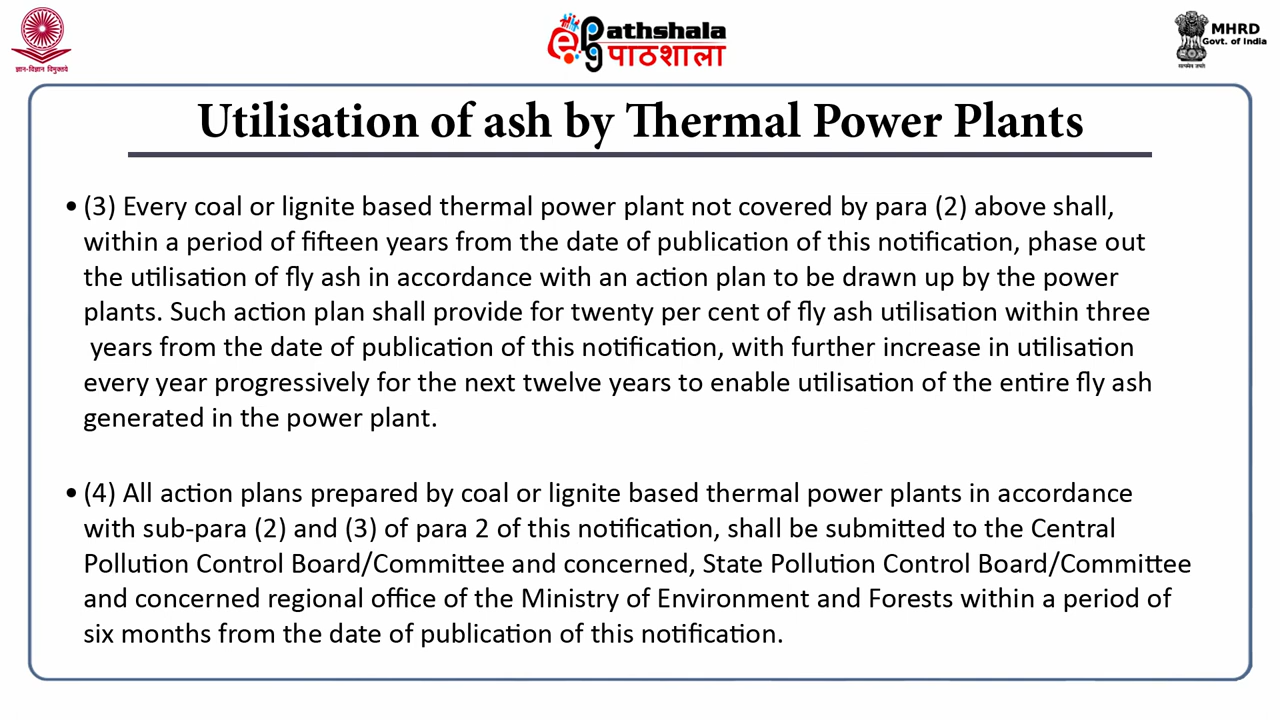 ज्ञान-विज्ञान विमुक्तये
ePG
athshala
पाठशाला
MHRD
Govt. of India
सत्यमेव जयते
Utilisation of ash by Thermal Power Plants
• (3) Every coal or lignite based thermal power plant not covered by para (2) above shall,
within a period of fifteen years from the date of publication of this notification, phase out
the utilisation of fly ash in accordance with an action plan to be drawn up by the power
plants. Such action plan shall provide for twenty per cent of fly ash utilisation within three
years from the date of publication of this notification, with further increase in utilisation
every year progressively for the next twelve years to enable utilisation of the entire fly ash
generated in the power plant.
• (4) All action plans prepared by coal or lignite based thermal power plants in accordance
with sub-para (2) and (3) of para 2 of this notification, shall be submitted to the Central
Pollution Control Board/Committee and concerned, State Pollution Control Board/Committee
and concerned regional office of the Ministry of Environment and Forests within a period of
six months from the date of publication of this notification.